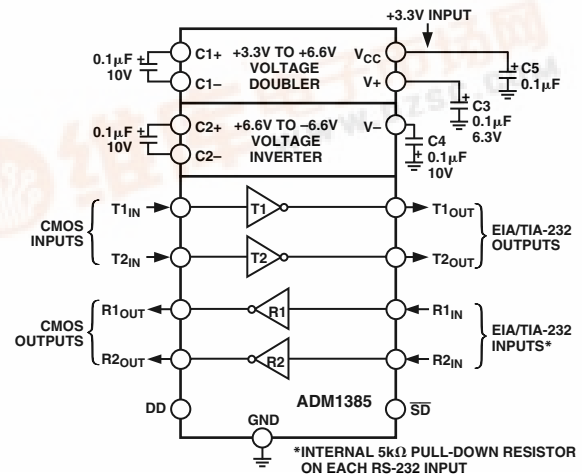 +3.3V INPUT
0.1µF
10V
C1+
C1–
+3.3V TO +6.6V
VOLTAGE
DOUBLER
VCC
V+
C5
0.1µF
C3
0.1µF
6.3V
0.1µF
10V
C2+
C2–
+6.6V TO –6.6V
VOLTAGE
INVERTER
V–
C4
0.1µF
10V
CMOS
INPUTS
T1IN
T2IN
T1
T2
T1OUT
T2OUT
EIA/TIA-232
OUTPUTS
CMOS
OUTPUTS
R1OUT
R2OUT
R1
R2
R1IN
R2IN
EIA/TIA-232
INPUTS*
DD
GND
ADM1385
SD
*INTERNAL 5kΩ PULL-DOWN RESISTOR
ON EACH RS-232 INPUT